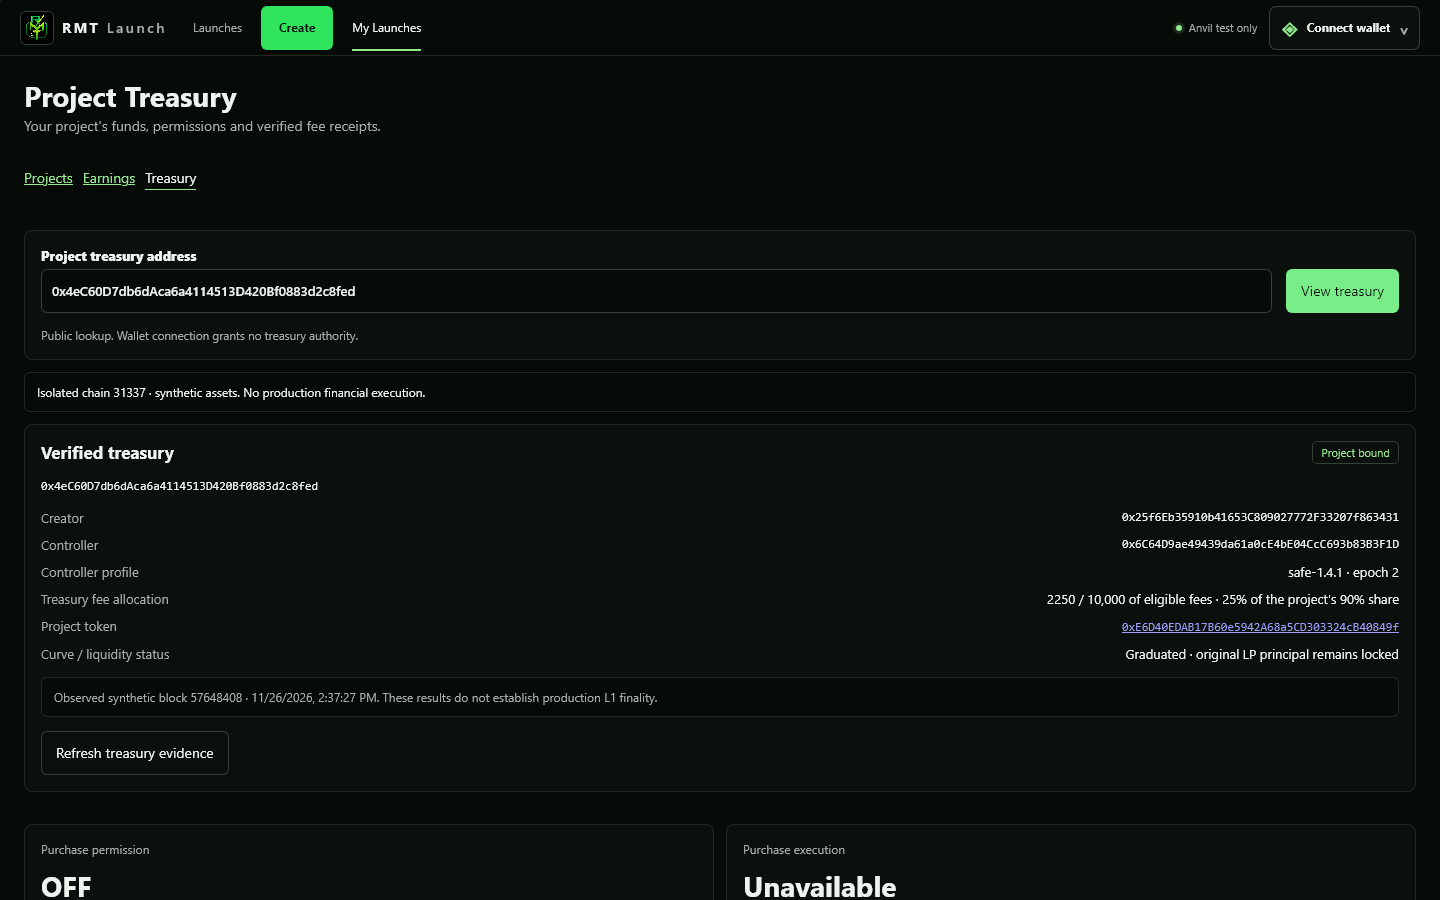 RMT Launch
Launches
Create
My Launches
Anvil test only
Connect wallet
Project Treasury
Your project's funds, permissions and verified fee receipts.
Projects Earnings Treasury
Project treasury address
0x4eC60D7db6dAca6a4114513D420Bf0883d2c8fed
View treasury
Public lookup. Wallet connection grants no treasury authority.
Isolated chain 31337 · synthetic assets. No production financial execution.
Verified treasury
Project bound
0x4eC60D7db6dAca6a4114513D420Bf0883d2c8fed
Creator 0x25f6Eb35910b41653C809027772F33207f863431
Controller 0x6C64D9ae49439da61a0cE4bE04CcC693b83B3F1D
Controller profile safe-1.4.1 · epoch 2
Treasury fee allocation 2250 / 10,000 of eligible fees · 25% of the project's 90% share
Project token 0xE6D40EDAB17B60e5942A68a5CD303324cB40849f
Curve / liquidity status Graduated · original LP principal remains locked
Observed synthetic block 57648408 · 11/26/2026, 2:37:27 PM. These results do not establish production L1 finality.
Refresh treasury evidence
Purchase permission
OFF
Purchase execution
Unavailable